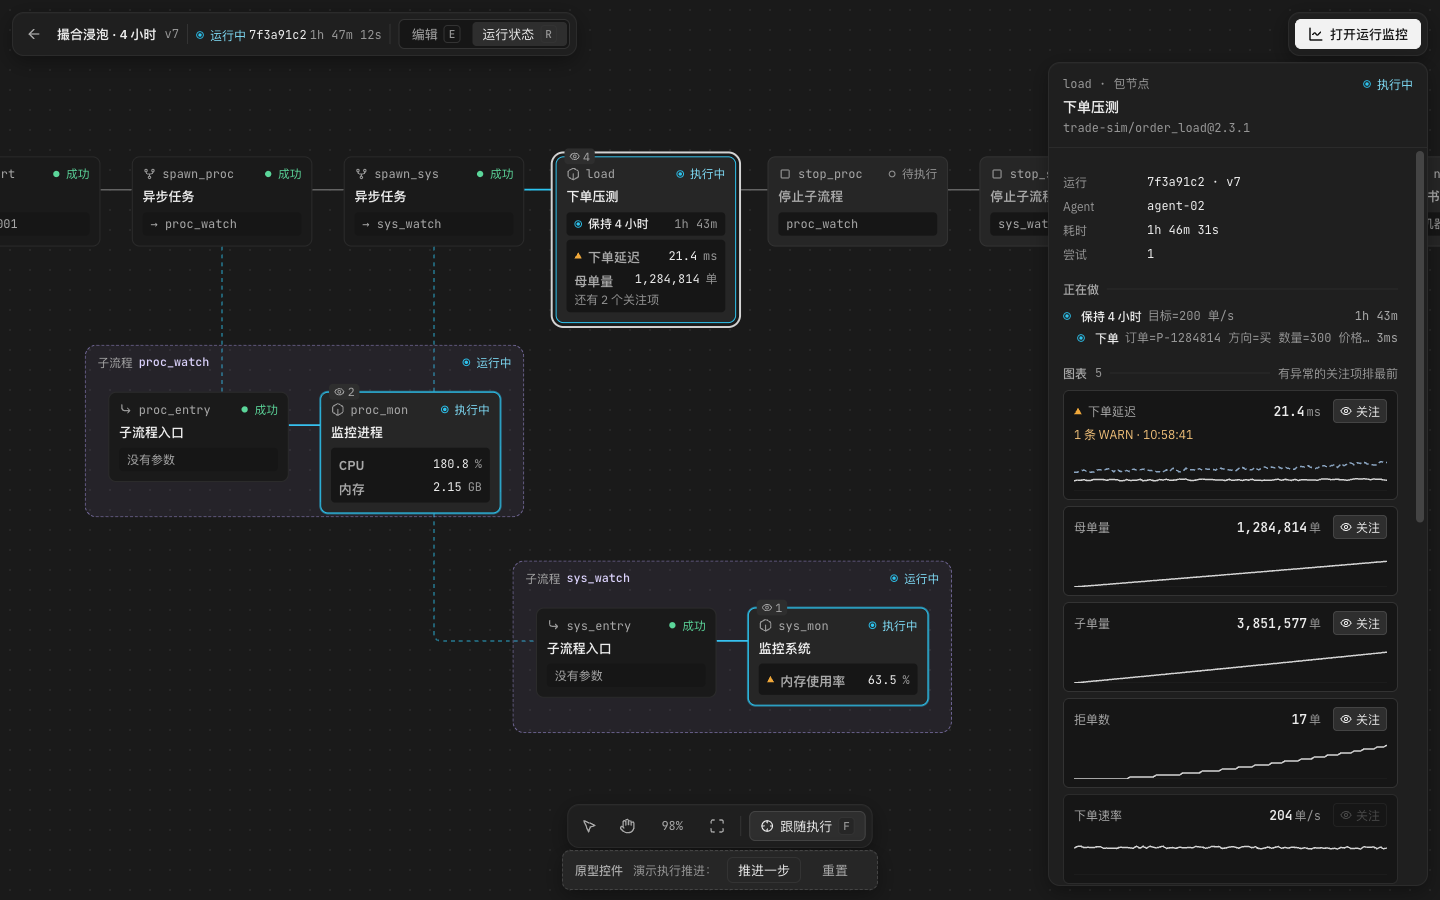 撮合浸泡 · 4 小时 v7 运行中 7f3a91c2 1h 47m 12s 编辑 E 运行状态 R
打开运行监控
rt 成功
001
spawn_proc 成功
异步任务
→ proc_watch
spawn_sys 成功
异步任务
→ sys_watch
4
load 执行中
下单压测
保持 4 小时 1h 43m
下单延迟 21.4 ms
母单量 1,284,814 单
还有 2 个关注项
stop_proc 待执行
停止子流程
proc_watch
stop_s
停止子流程
sys_wat
子流程 proc_watch 运行中
proc_entry 成功
子流程入口
没有参数
2
proc_mon 执行中
监控进程
CPU 180.8 %
内存 2.15 GB
子流程 sys_watch 运行中
sys_entry 成功
子流程入口
没有参数
1
sys_mon 执行中
监控系统
内存使用率 63.5 %
load · 包节点 执行中
下单压测
trade-sim/order_load@2.3.1
运行 7f3a91c2 · v7
Agent agent-02
耗时 1h 46m 31s
尝试 1
正在做
保持 4 小时 目标=200 单/s 1h 43m
下单 订单=P-1284814 方向=买 数量=300 价格… 3ms
图表 5 有异常的关注项排最前
下单延迟 21.4 ms 关注
1 条 WARN · 10:58:41
母单量 1,284,814 单 关注
子单量 3,851,577 单 关注
拒单数 17 单 关注
下单速率 204 单/s 关注
98% 跟随执行 F
原型控件 演示执行推进: 推进一步 重置